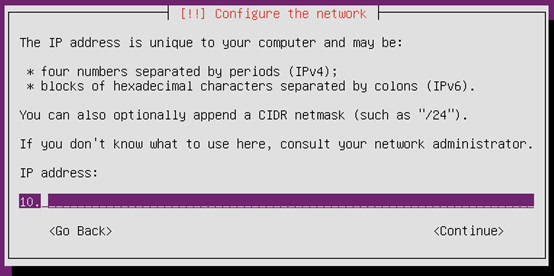 [!!] Configure the network
The IP address is unique to your computer and may be:
* four numbers separated by periods (IPv4);
* blocks of hexadecimal characters separated by colons (IPv6).
You can also optionally append a CIDR netmask (such as "/24").
If you don't know what to use here, consult your network administrator.
IP address:
10.
<Go Back> <Continue>